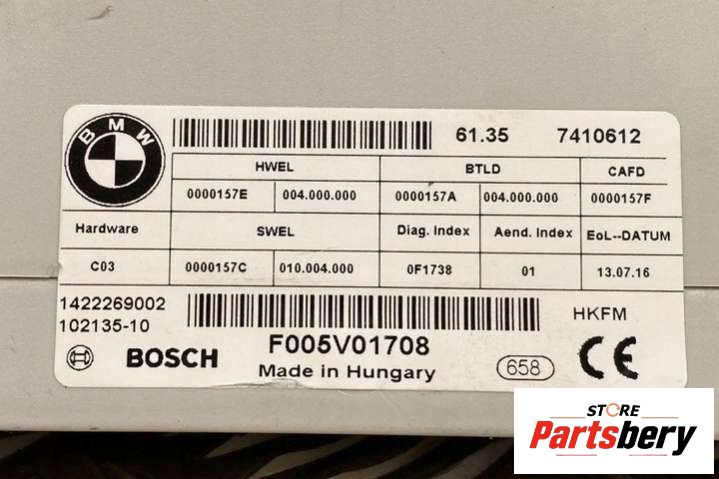 BMW
61.35 7410612
HWEL BTLD CAFD
0000157E 004.000.000 0000157A 004.000.000 0000157F
Hardware SWEL Diag. Index Aend. Index EoL--DATUM
C03 0000157C 010.004.000 0F1738 01 13.07.16
1422269002
102135-10
HKFM
BOSCH F005V01708
Made in Hungary 658 CE
STORE
Partsbery